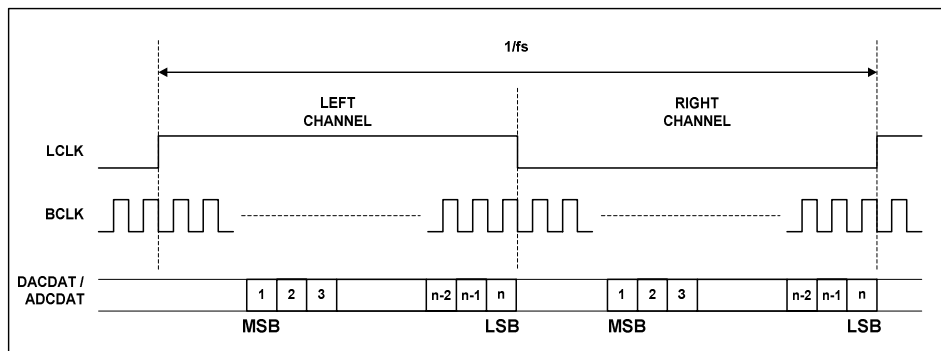 1/fs
LEFT
CHANNEL
RIGHT
CHANNEL
LCLK
BCLK
DACDAT /
ADCDAT
1 2 3 n-2 n-1 n 1 2 3 n-2 n-1 n
MSB LSB MSB LSB